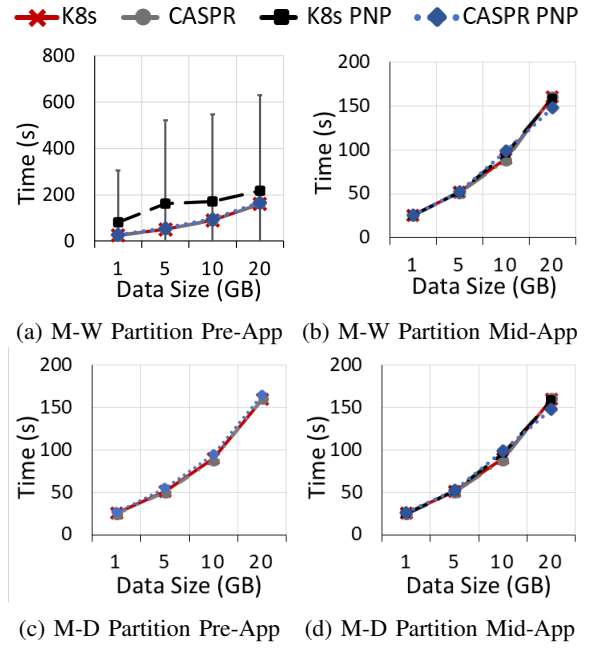 K8s CASPR K8s PNP CASPR PNP
800
600
400
200
0
Time (s)
1 5 10 20
Data Size (GB)
(a) M-W Partition Pre-App
200
150
100
50
0
Time (s)
1 5 10 20
Data Size (GB)
(b) M-W Partition Mid-App
200
150
100
50
0
Time (s)
1 5 10 20
Data Size (GB)
(c) M-D Partition Pre-App
200
150
100
50
0
Time (s)
1 5 10 20
Data Size (GB)
(d) M-D Partition Mid-App